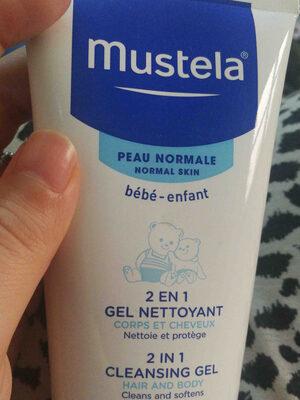 mustela®
PEAU NORMALE
NORMAL SKIN
bébé-enfant
2 EN 1
GEL NETTOYANT
CORPS ET CHEVEUX
Nettoie et protège
2 IN 1
CLEANSING GEL
HAIR AND BODY
Cleans and softens